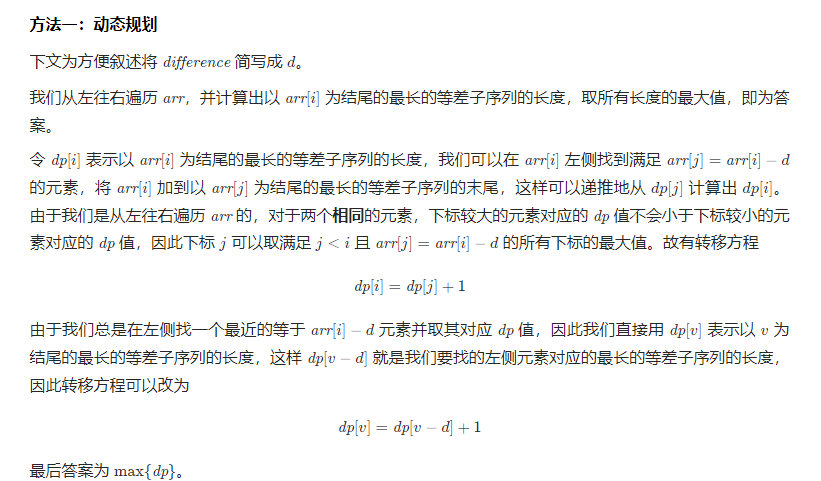 方法一：动态规划
下文为方便叙述将 difference 简写成 d。
我们从左往右遍历 arr，并计算出以 arr[i] 为结尾的最长的等差子序列的长度，取所有长度的最大值，即为答
案。
令 dp[i] 表示以 arr[i] 为结尾的最长的等差子序列的长度，我们可以在 arr[i] 左侧找到满足 arr[j] = arr[i] − d
的元素，将 arr[i] 加到以 arr[j] 为结尾的最长的等差子序列的末尾，这样可以递推地从 dp[j] 计算出 dp[i]。
由于我们是从左往右遍历 arr 的，对于两个相同的元素，下标较大的元素对应的 dp 值不会小于下标较小的元
素对应的 dp 值，因此下标 j 可以取满足 j < i 且 arr[j] = arr[i] − d 的所有下标的最大值。故有转移方程
dp[i] = dp[j] + 1
由于我们总是在左侧找一个最近的等于 arr[i] − d 元素并取其对应 dp 值，因此我们直接用 dp[v] 表示以 v 为
结尾的最长的等差子序列的长度，这样 dp[v − d] 就是我们要找的左侧元素对应的最长的等差子序列的长度，
因此转移方程可以改为
dp[v] = dp[v − d] + 1
最后答案为 max{dp}。